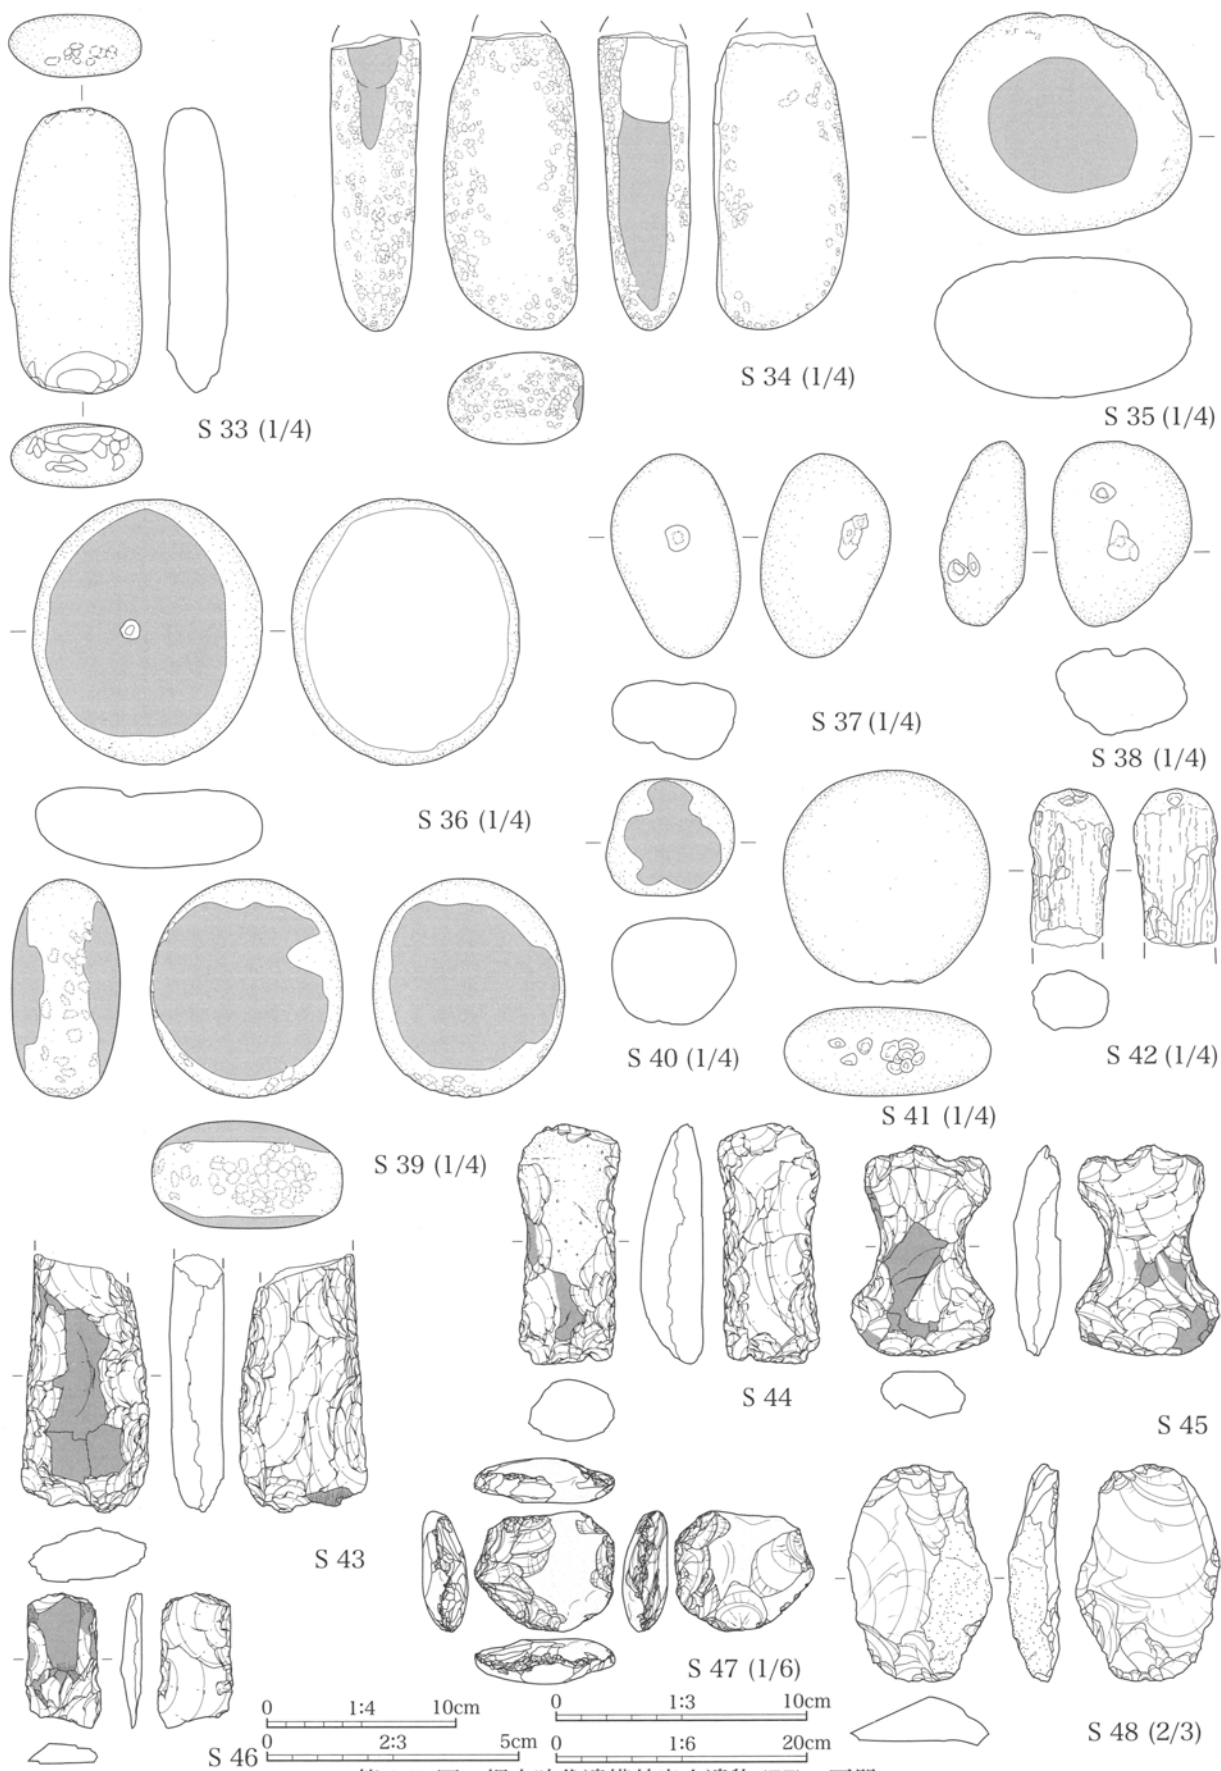 S 33 (1/4)
S 34 (1/4)
S 35 (1/4)
S 36 (1/4)
S 37 (1/4)
S 38 (1/4)
S 39 (1/4)
S 40 (1/4)
S 41 (1/4)
S 42 (1/4)
S 43
S 44
S 45
S 46
S 47 (1/6)
S 48 (2/3)
0 1:4 10cm
0 2:3 5cm
0 1:3 10cm
0 1:6 20cm